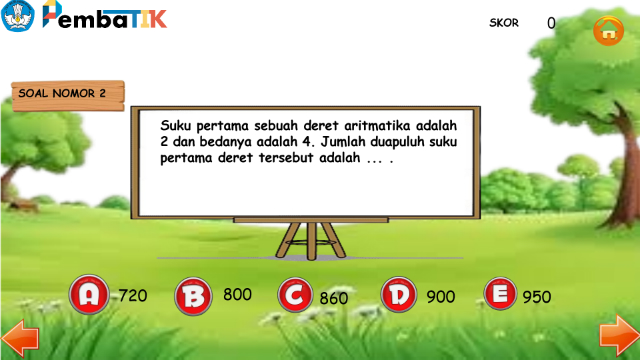 PembaTIK
SKOR 0
SOAL NOMOR 2
Suku pertama sebuah deret aritmatika adalah
2 dan bedanya adalah 4. Jumlah duapuluh suku
pertama deret tersebut adalah ... .
A 720
B 800
C 860
D 900
E 950